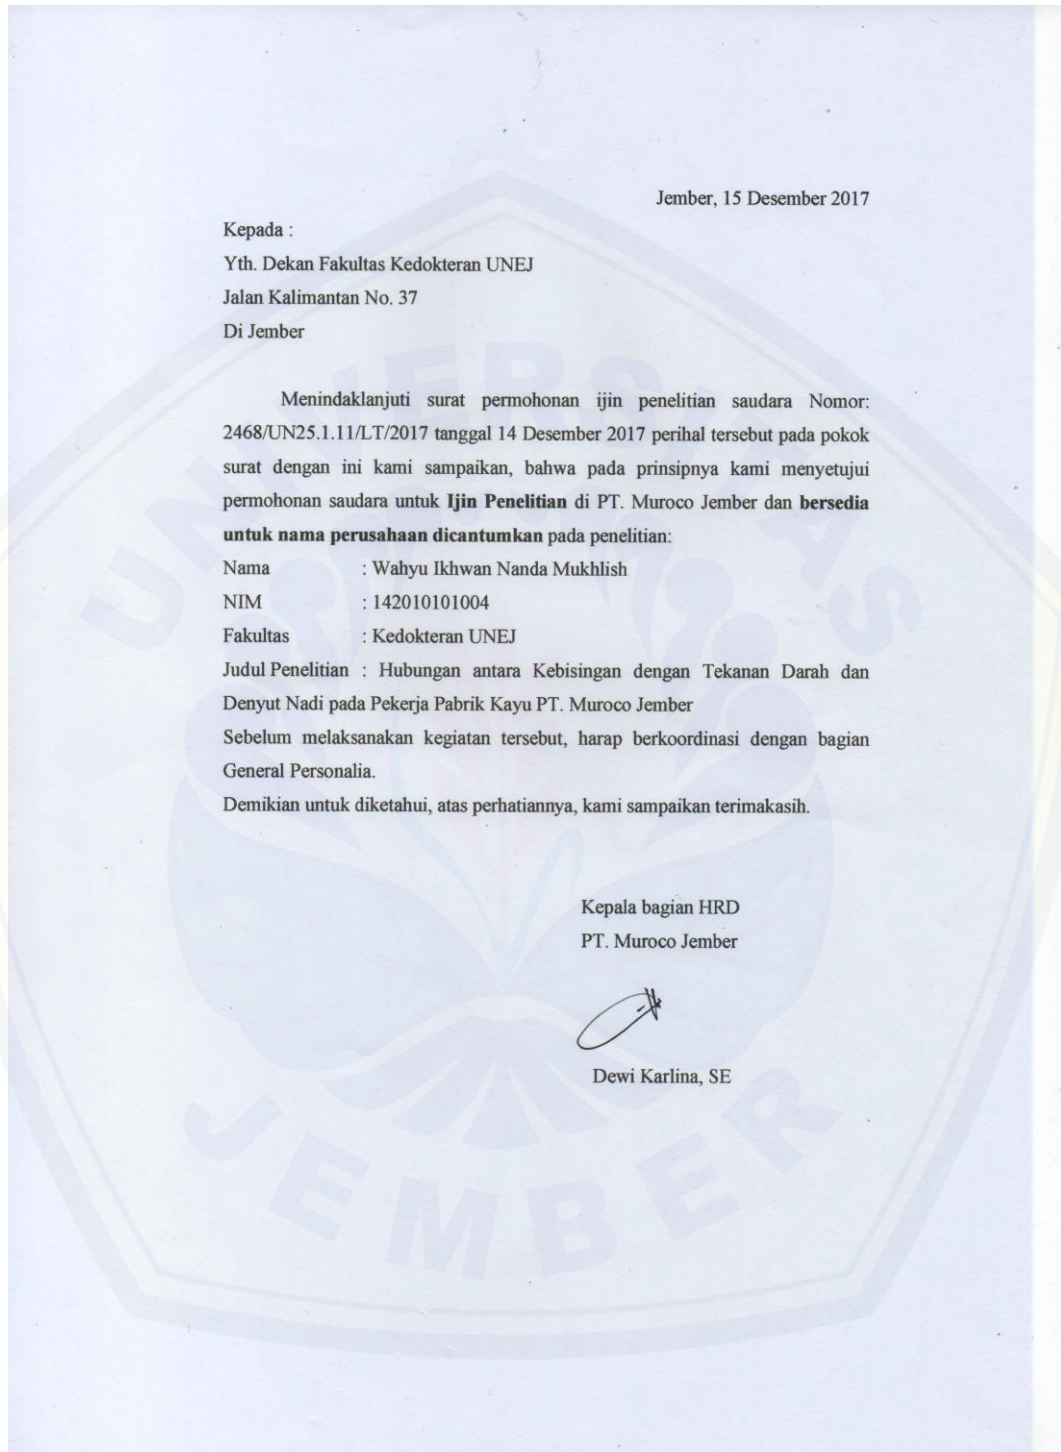 Jember, 15 Desember 2017
Kepada :
Yth. Dekan Fakultas Kedokteran UNEJ
Jalan Kalimantan No. 37
Di Jember
Menindaklanjuti surat permohonan ijin penelitian saudara Nomor:
2468/UN25.1.11/LT/2017 tanggal 14 Desember 2017 perihal tersebut pada pokok
surat dengan ini kami sampaikan, bahwa pada prinsipnya kami menyetujui
permohonan saudara untuk Ijin Penelitian di PT. Muroco Jember dan bersedia
untuk nama perusahaan dicantumkan pada penelitian:
Nama : Wahyu Ikhwan Nanda Mukhlish
NIM : 142010101004
Fakultas : Kedokteran UNEJ
Judul Penelitian : Hubungan antara Kebisingan dengan Tekanan Darah dan
Denyut Nadi pada Pekerja Pabrik Kayu PT. Muroco Jember
Sebelum melaksanakan kegiatan tersebut, harap berkoordinasi dengan bagian
General Personalia.
Demikian untuk diketahui, atas perhatiannya, kami sampaikan terimakasih.
Kepala bagian HRD
PT. Muroco Jember
Dewi Karlina, SE
UNIVERSITAS
JEMBER